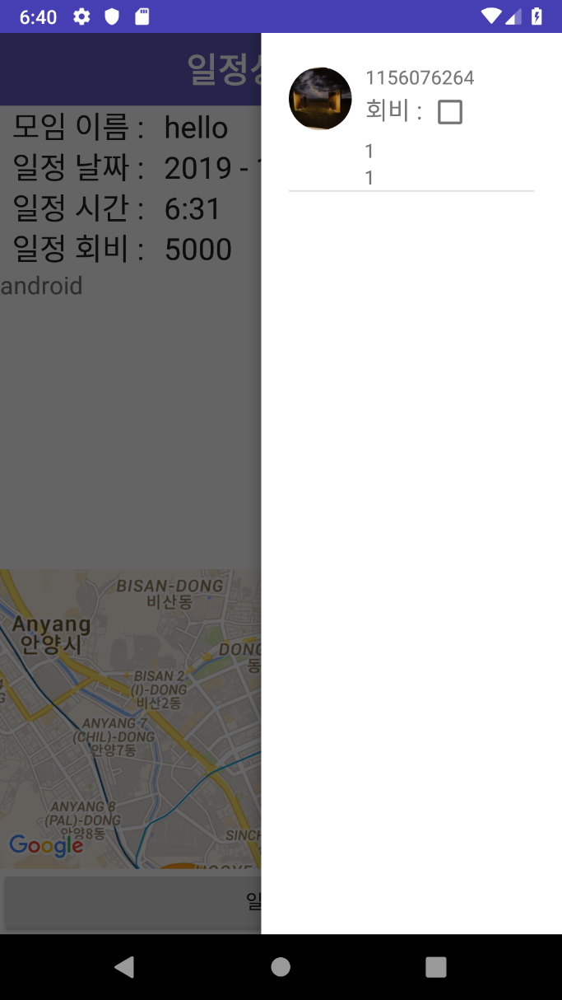 6:40
일정상
모임 이름 : hello
일정 날짜 : 2019 -
일정 시간 : 6:31
일정 회비 : 5000
android
1156076264
회비 :
1
1
BISAN-DONG
비산동
Anyang
안양시
DONG
동
BISAN 2
(I)-DONG
비산2동
ANYANG 7
(CHIL)-DONG
안양7동
ANYANG 8
(PAL)-DONG
안양8동
SINCH
Google
일